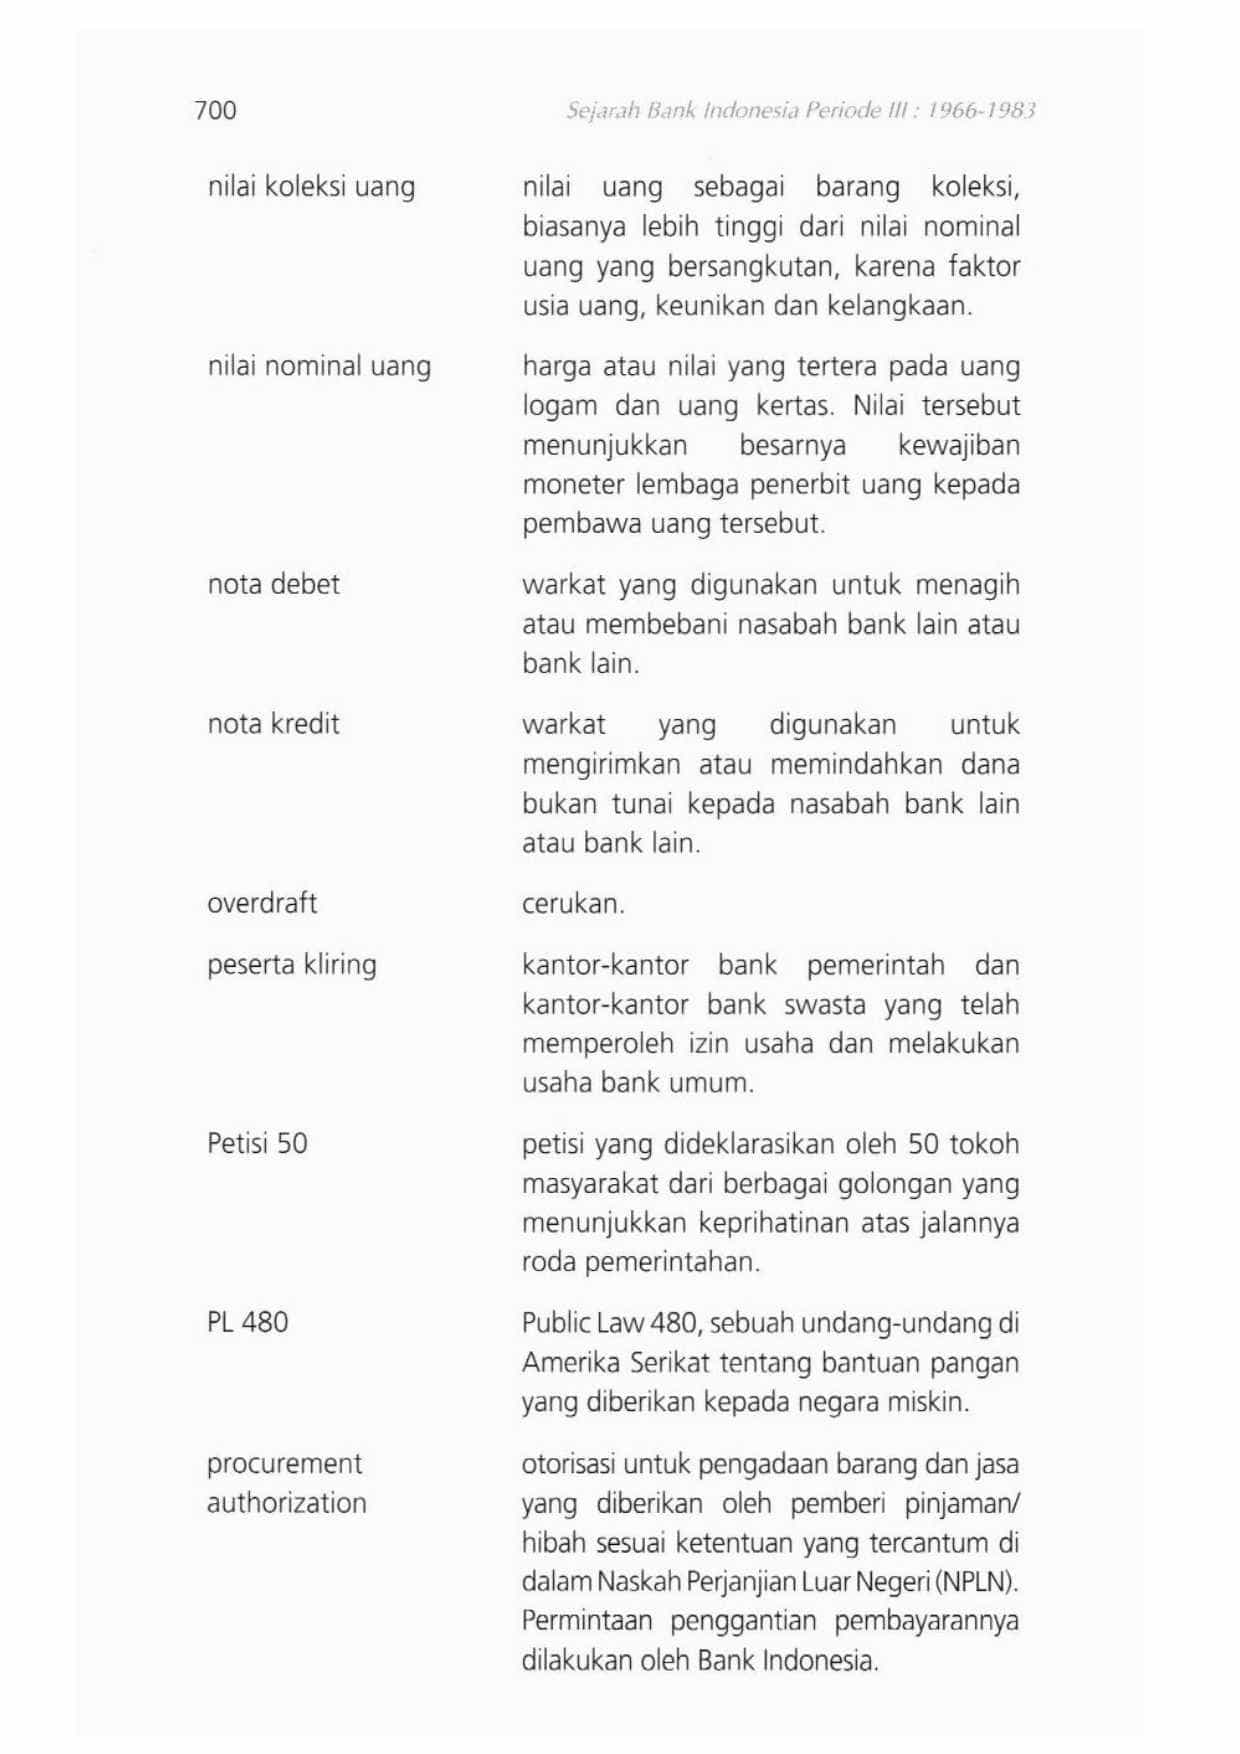 700
Sejarah Bank Indonesia Periode III : 1966-1983
nilai koleksi uang
nilai uang sebagai barang koleksi,
biasanya lebih tinggi dari nilai nominal
uang yang bersangkutan, karena faktor
usia uang, keunikan dan kelangkaan.
nilai nominal uang
harga atau nilai yang tertera pada uang
logam dan uang kertas. Nilai tersebut
menunjukkan besarnya kewajiban
moneter lembaga penerbit uang kepada
pembawa uang tersebut.
nota debet
warkat yang digunakan untuk menagih
atau membebani nasabah bank lain atau
bank lain.
nota kredit
warkat yang digunakan untuk
mengirimkan atau memindahkan dana
bukan tunai kepada nasabah bank lain
atau bank lain.
overdraft
cerukan.
peserta kliring
kantor-kantor bank pemerintah dan
kantor-kantor bank swasta yang telah
memperoleh izin usaha dan melakukan
usaha bank umum.
Petisi 50
petisi yang dideklarasikan oleh 50 tokoh
masyarakat dari berbagai golongan yang
menunjukkan keprihatinan atas jalannya
roda pemerintahan.
PL 480
Public Law 480, sebuah undang-undang di
Amerika Serikat tentang bantuan pangan
yang diberikan kepada negara miskin.
procurement
authorization
otorisasi untuk pengadaan barang dan jasa
yang diberikan oleh pemberi pinjaman/
hibah sesuai ketentuan yang tercantum di
dalam Naskah Perjanjian Luar Negeri (NPLN).
Permintaan penggantian pembayarannya
dilakukan oleh Bank Indonesia.